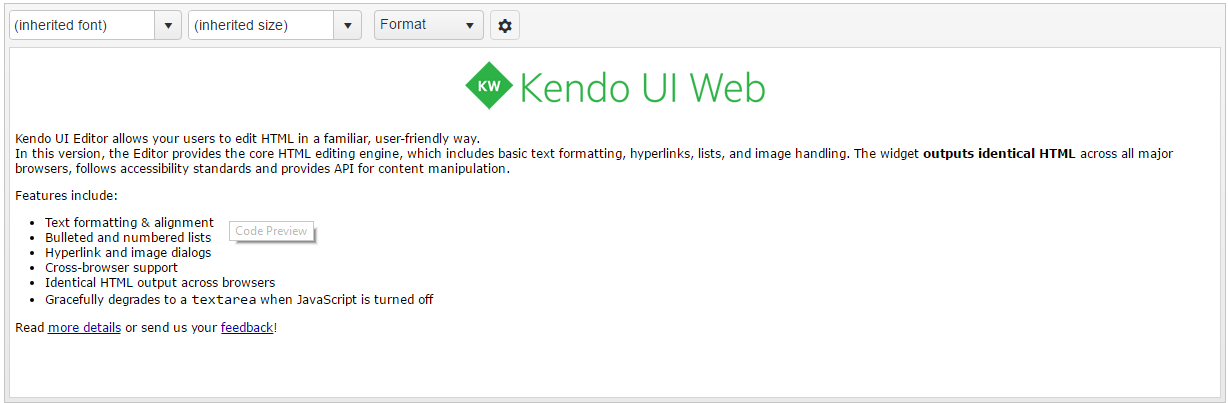 (inherited font) (inherited size) Format
KW Kendo UI Web
Kendo UI Editor allows your users to edit HTML in a familiar, user-friendly way.
In this version, the Editor provides the core HTML editing engine, which includes basic text formatting, hyperlinks, lists, and image handling. The widget outputs identical HTML across all major
browsers, follows accessibility standards and provides API for content manipulation.
Features include:
• Text formatting & alignment
• Bulleted and numbered lists
Code Preview
• Hyperlink and image dialogs
• Cross-browser support
• Identical HTML output across browsers
• Gracefully degrades to a textarea when JavaScript is turned off
Read more details or send us your feedback!